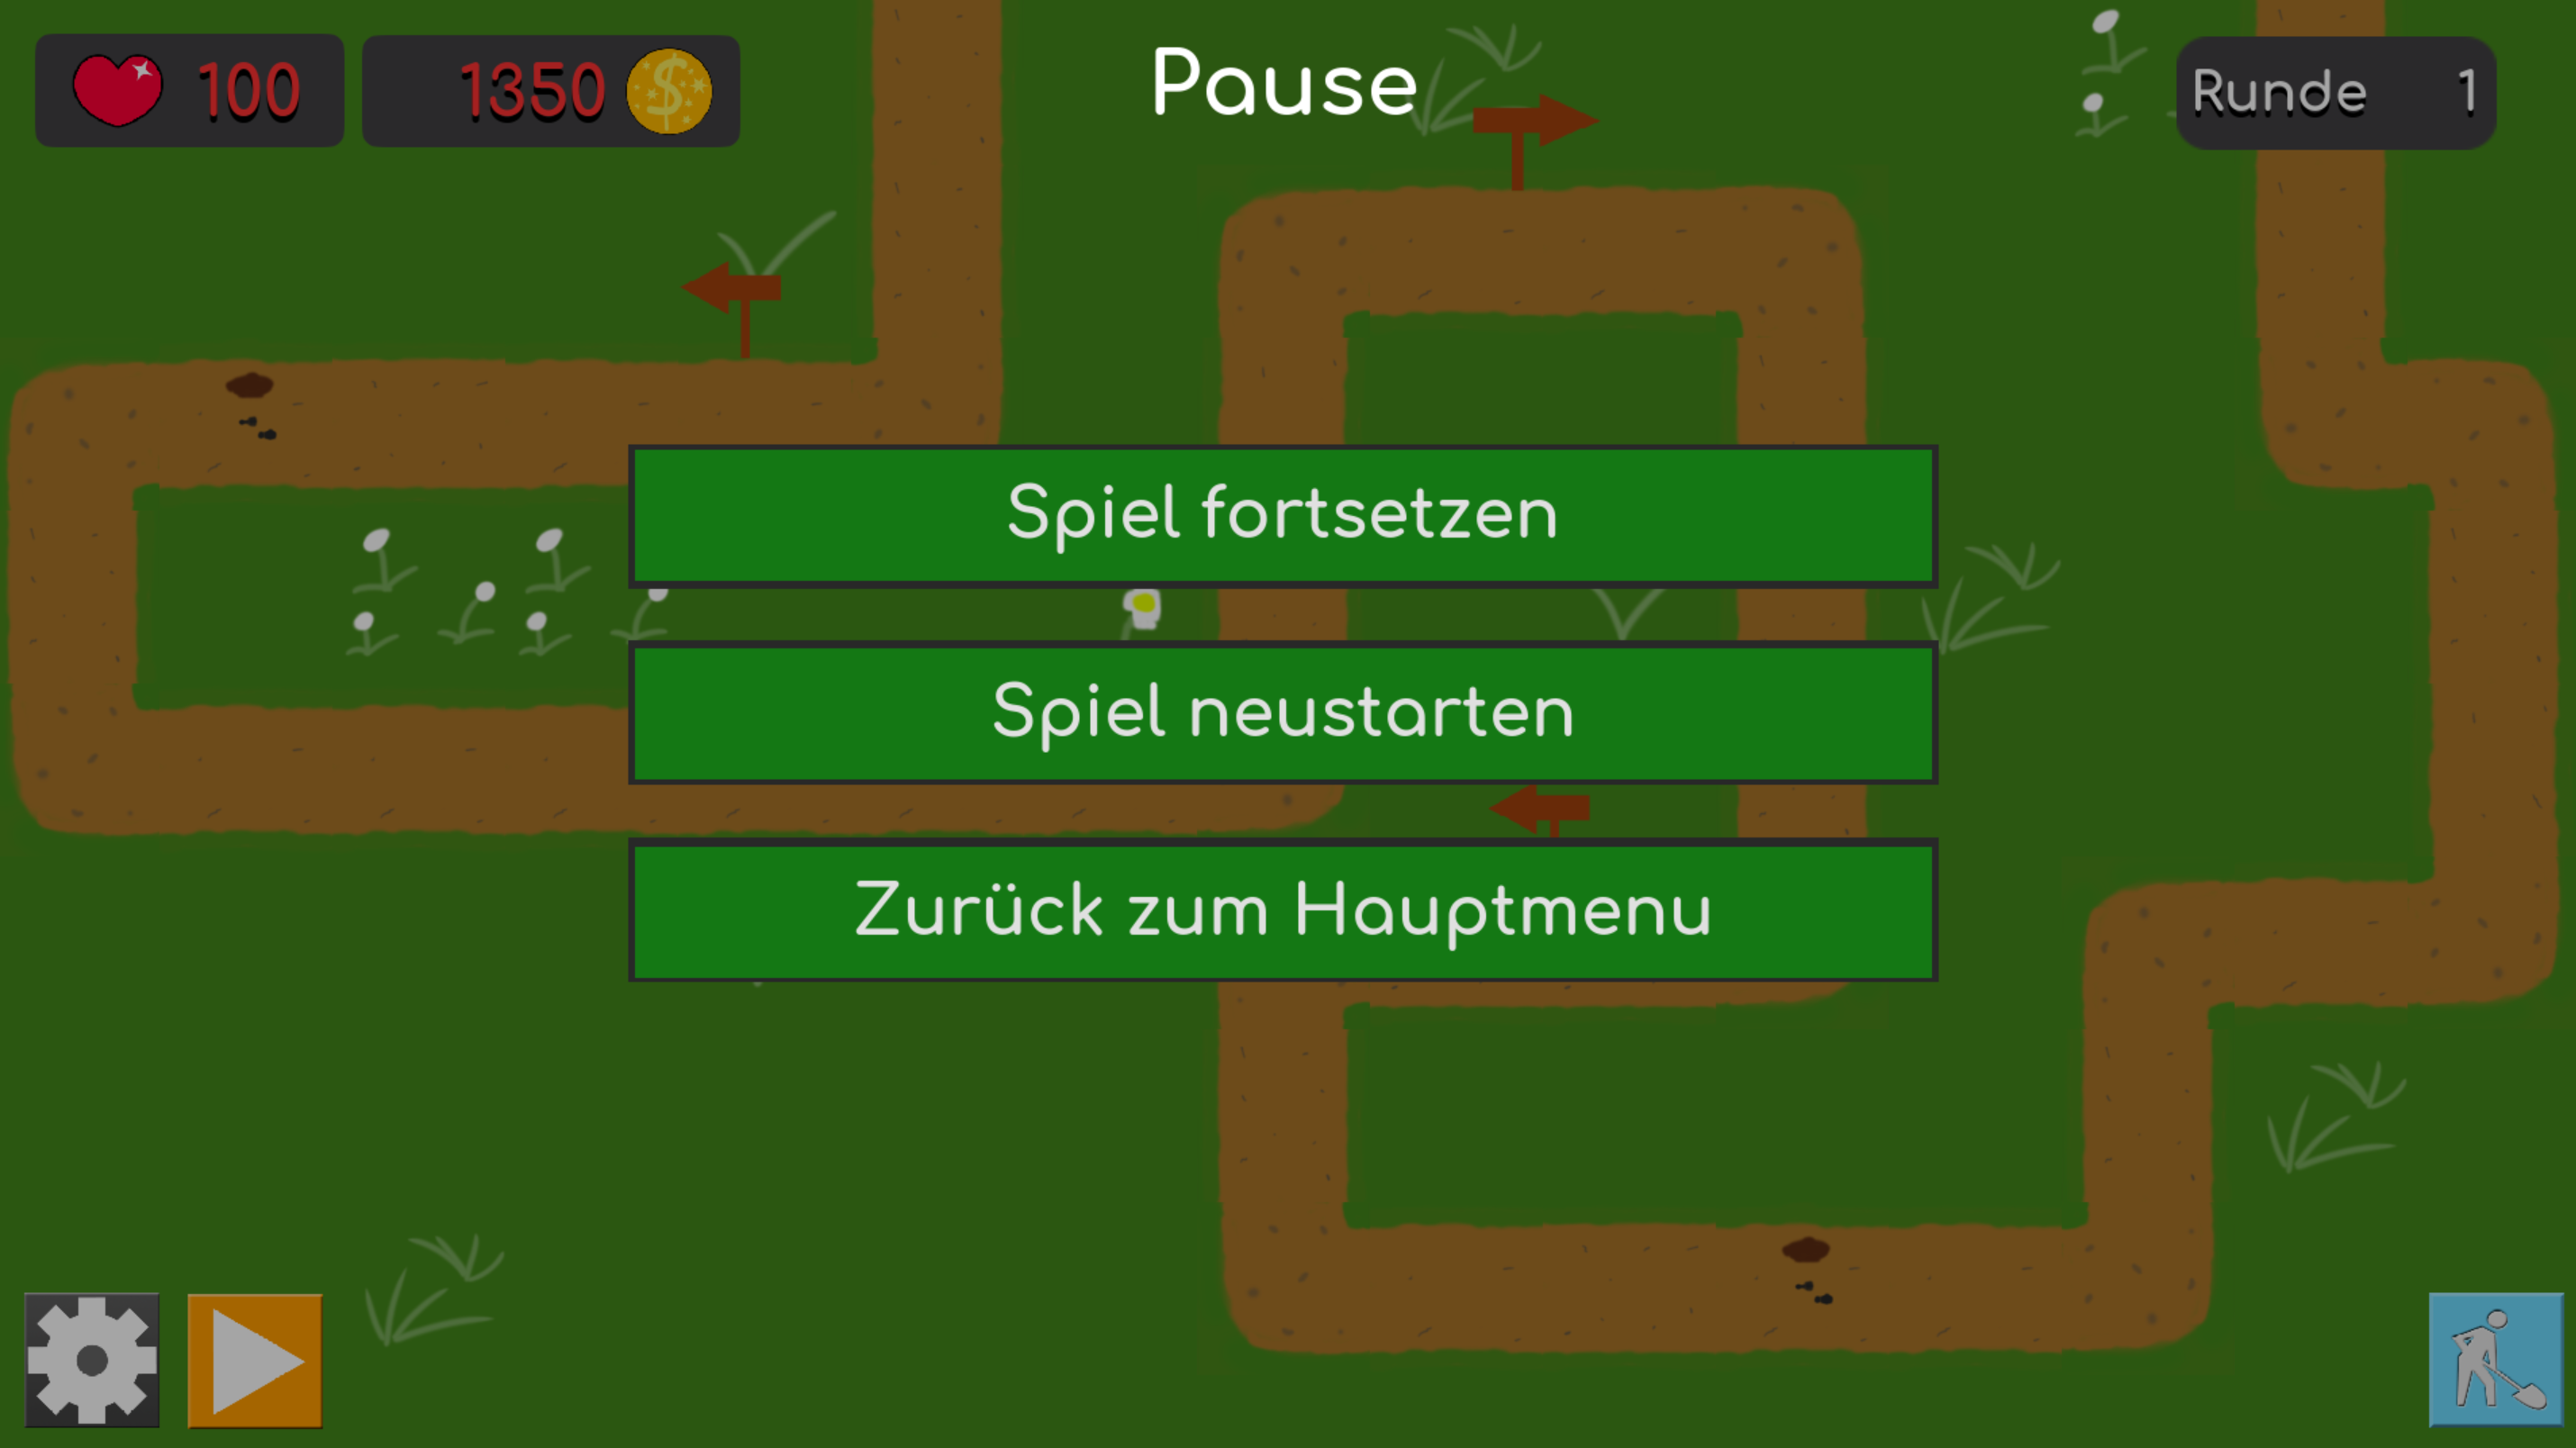 100
1350
Pause
Runde 1
Spiel fortsetzen
Spiel neustarten
Zurück zum Hauptmenu